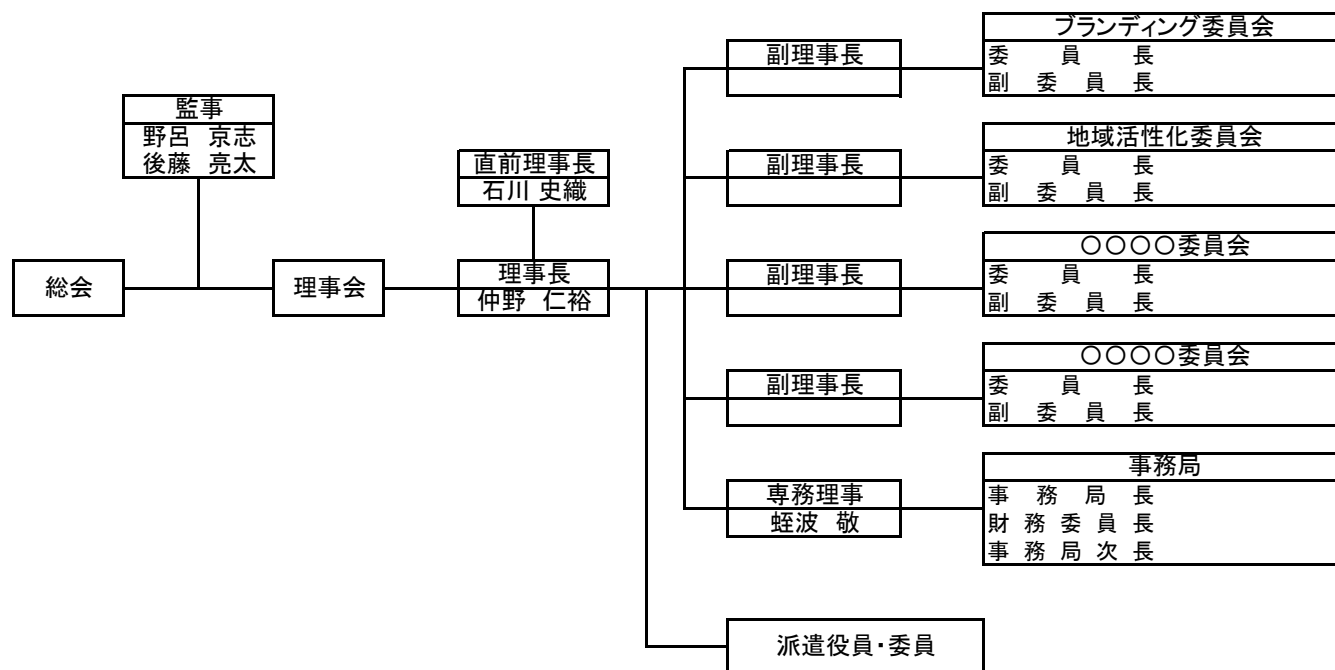 監事
野呂 京志
後藤 亮太
総会
理事会
直前理事長
石川 史織
理事長
仲野 仁裕
副理事長
ブランディング委員会
委員長
副委員長
副理事長
地域活性化委員会
委員長
副委員長
副理事長
○○○○委員会
委員長
副委員長
副理事長
○○○○委員会
委員長
副委員長
専務理事
蛭波 敬
事務局
事務局長
財務委員長
事務局次長
派遣役員・委員